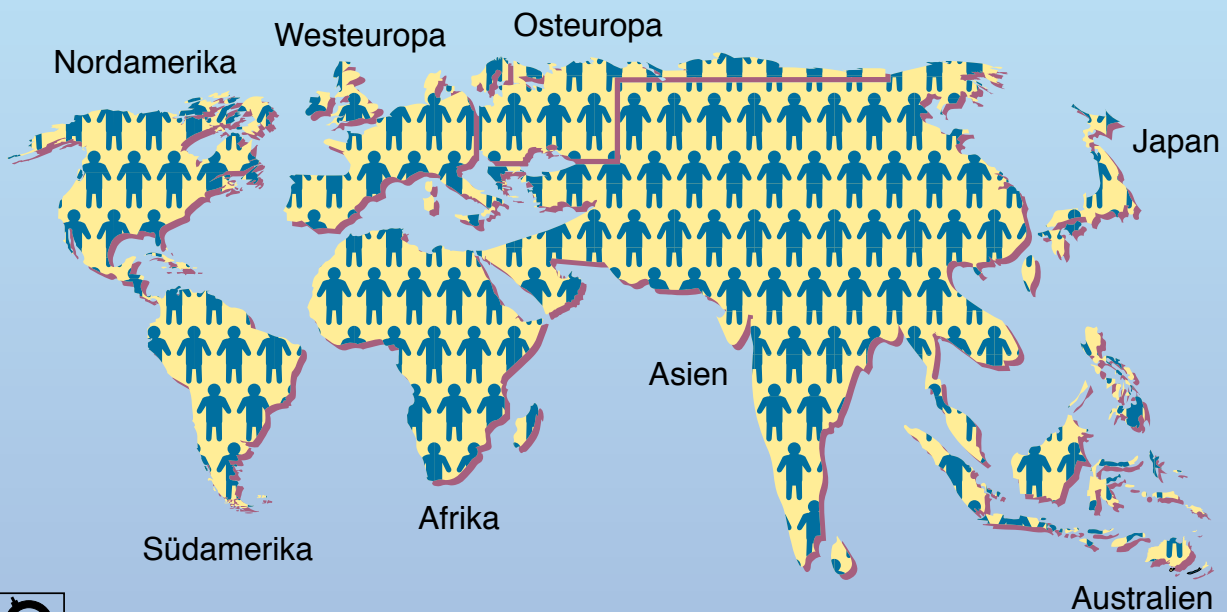 Osteuropa
Westeuropa
Nordamerika
Japan
Asien
Afrika
Südamerika
Australien